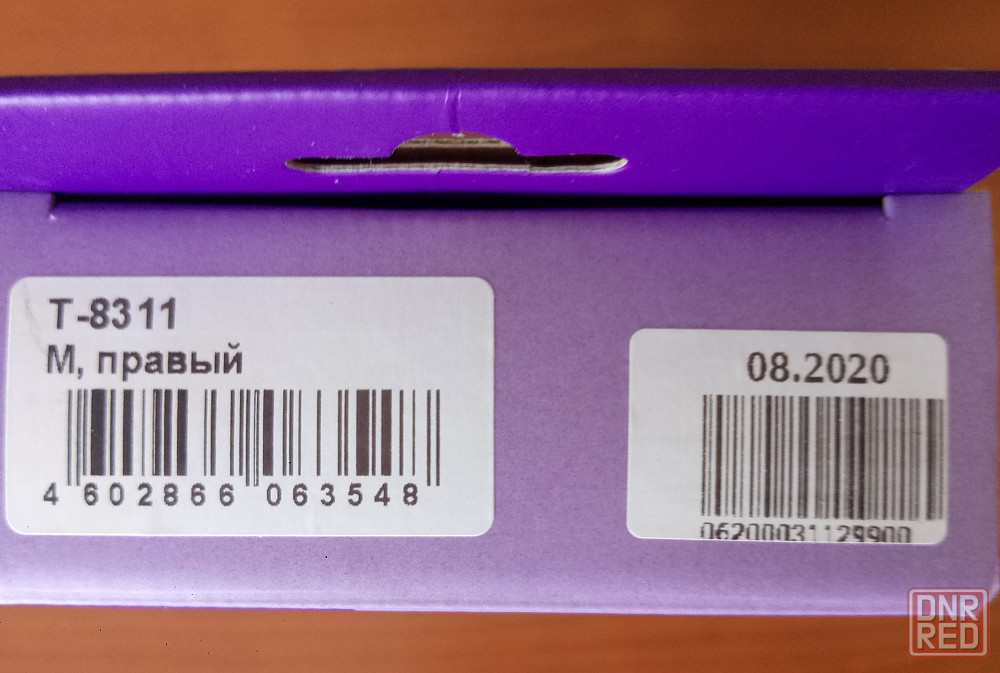 Т-8311
М, правый
4 602866 063548
08.2020
06200031129900
DNR
RED